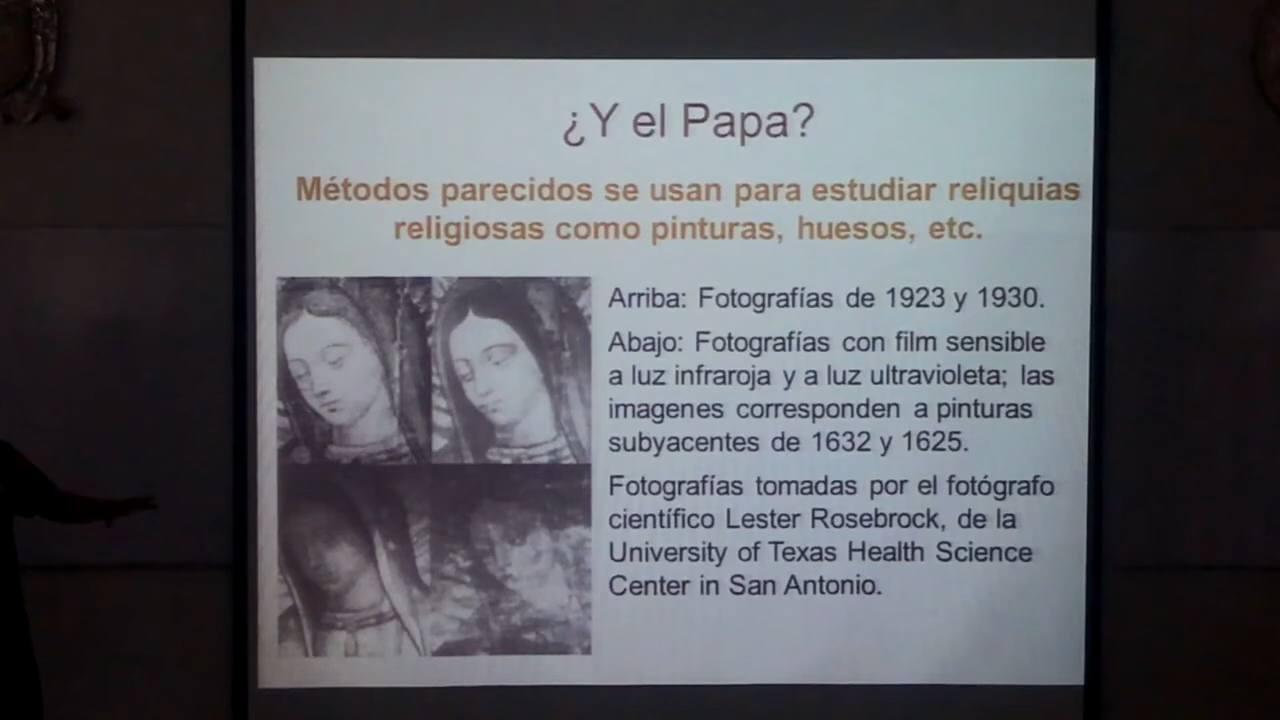 ¿Y el Papa?
Métodos parecidos se usan para estudiar reliquias
religiosas como pinturas, huesos, etc.
Arriba: Fotografías de 1923 y 1930.
Abajo: Fotografías con film sensible
a luz infraroja y a luz ultravioleta; las
imagenes corresponden a pinturas
subyacentes de 1632 y 1625.
Fotografías tomadas por el fotógrafo
científico Lester Rosebrock, de la
University of Texas Health Science
Center in San Antonio.